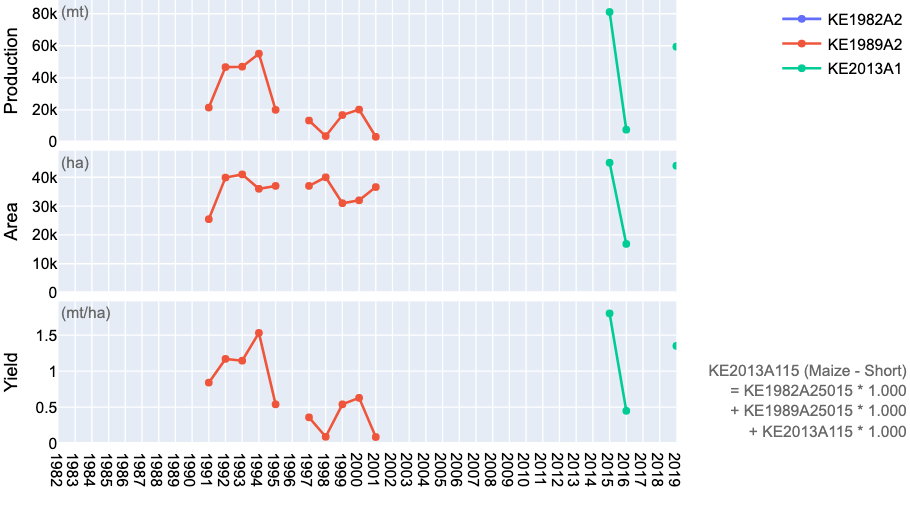 (mt)
Production
80k
60k
40k
20k
0
(ha)
Area
40k
30k
20k
10k
0
(mt/ha)
Yield
1.5
1
0.5
0
1982
1983
1984
1985
1986
1987
1988
1989
1990
1991
1992
1993
1994
1995
1996
1997
1998
1999
2000
2001
2002
2003
2004
2005
2006
2007
2008
2009
2010
2011
2012
2013
2014
2015
2016
2017
2018
2019
KE1982A2
KE1989A2
KE2013A1
KE2013A115 (Maize - Short)
= KE1982A25015 * 1.000
+ KE1989A25015 * 1.000
+ KE2013A115 * 1.000